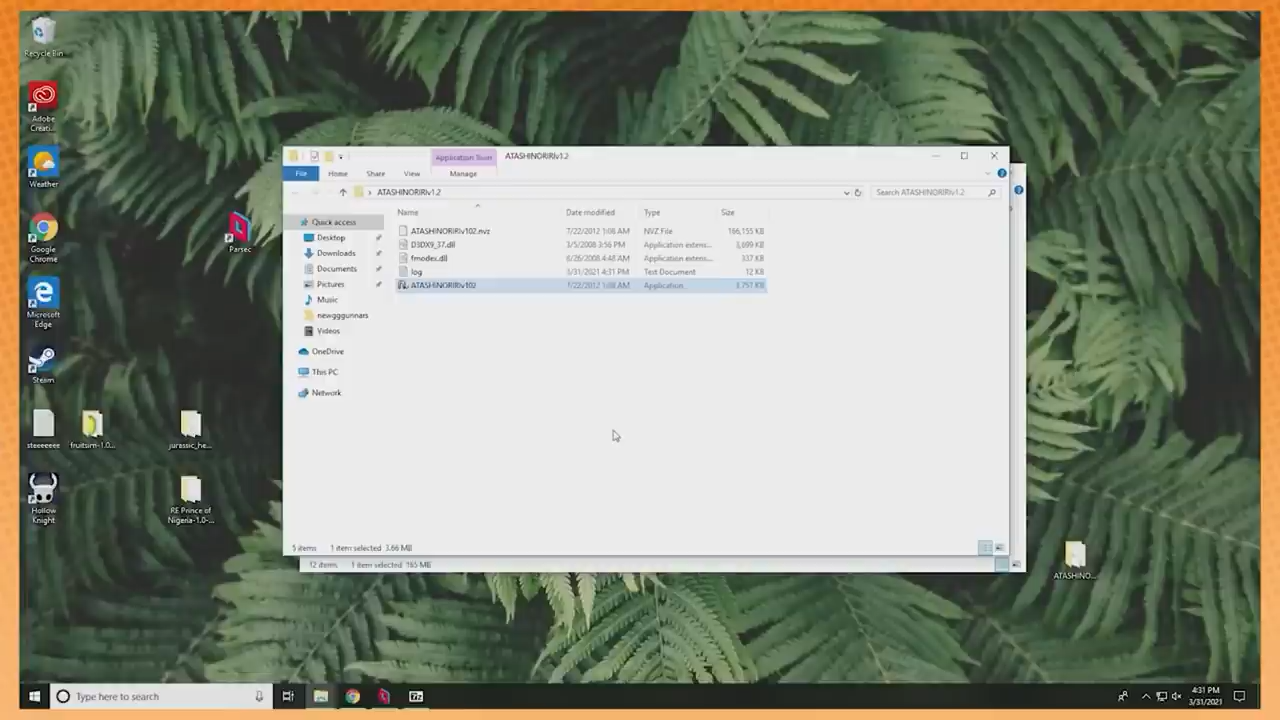 Recycle Bin
Adobe
Creati...
Weather
Google
Chrome
Microsoft
Edge
Steam
steeeeeee
fruitsim-1.0...
jurassic_he...
Hollow
Knight
RE Prince of
Nigeria-1.0-...
Parsec
Application Tools
ATASHINORIRIv1.2
File
Home
Share
View
Manage
ATASHINORIRIv1.2
Search ATASHINORIRIv1.2
Quick access
Desktop
Downloads
Documents
Pictures
Music
newgggunnars
Videos
OneDrive
This PC
Network
Name Date modified Type Size
ATASHINORIRIv102.nvz 7/22/2012 1:08 AM NVZ File 166,155 KB
D3DX9_37.dll 3/5/2008 3:56 PM Application extens... 3,699 KB
fmodex.dll 6/26/2008 4:48 AM Application extens... 337 KB
log 3/31/2021 4:31 PM Text Document 12 KB
ATASHINORIRIv102 7/22/2012 1:08 AM Application 3,757 KB
5 items 1 item selected 3.66 MB
12 items 1 item selected 165 MB
ATASHINO...
Type here to search
7z
4:31 PM
3/31/2021